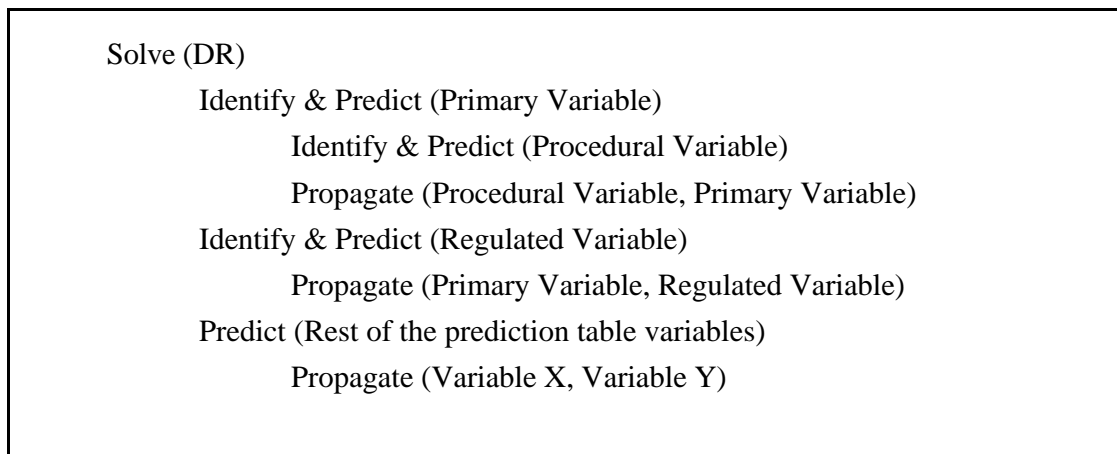 Solve (DR)
Identify & Predict (Primary Variable)
Identify & Predict (Procedural Variable)
Propagate (Procedural Variable, Primary Variable)
Identify & Predict (Regulated Variable)
Propagate (Primary Variable, Regulated Variable)
Predict (Rest of the prediction table variables)
Propagate (Variable X, Variable Y)